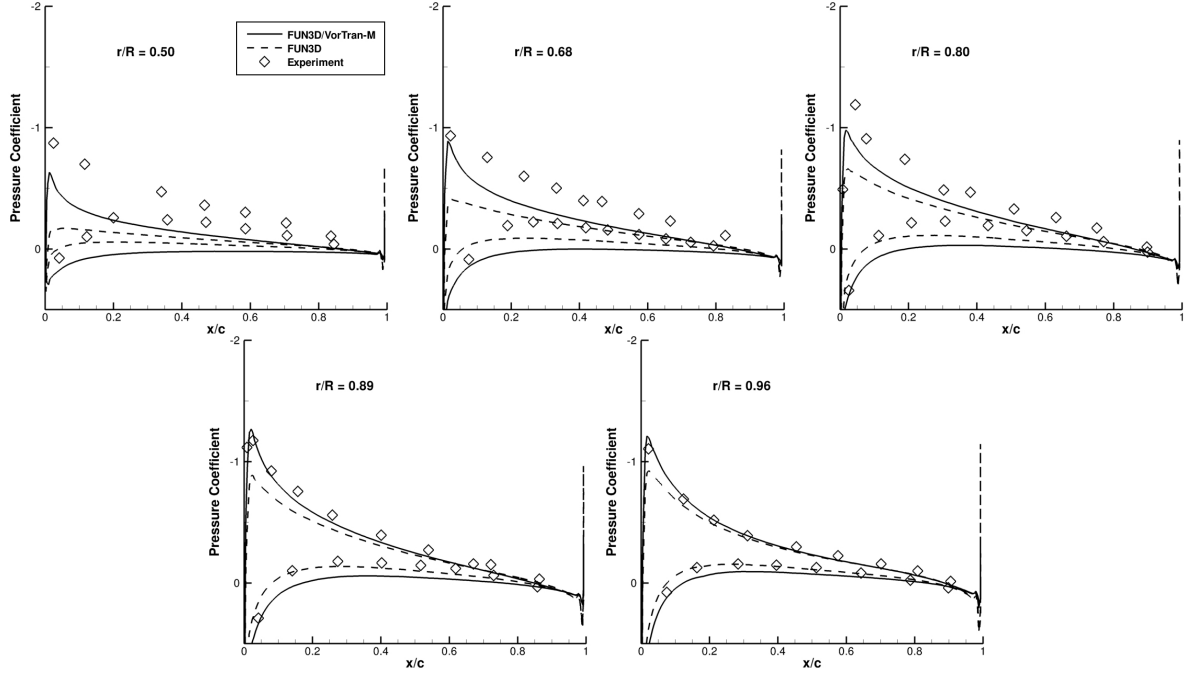 -2
-2
-2
FUN3D/VorTran-M
FUN3D
Experiment
r/R = 0.50
r/R = 0.68
r/R = 0.80
Pressure Coefficient
Pressure Coefficient
Pressure Coefficient
-1
-1
-1
0
0
0
0 0.2 0.4 0.6 0.8 1
0 0.2 0.4 0.6 0.8 1
0 0.2 0.4 0.6 0.8 1
x/c
x/c
x/c
-2
-2
r/R = 0.89
r/R = 0.96
Pressure Coefficient
Pressure Coefficient
-1
-1
0
0
0 0.2 0.4 0.6 0.8 1
0 0.2 0.4 0.6 0.8 1
x/c
x/c